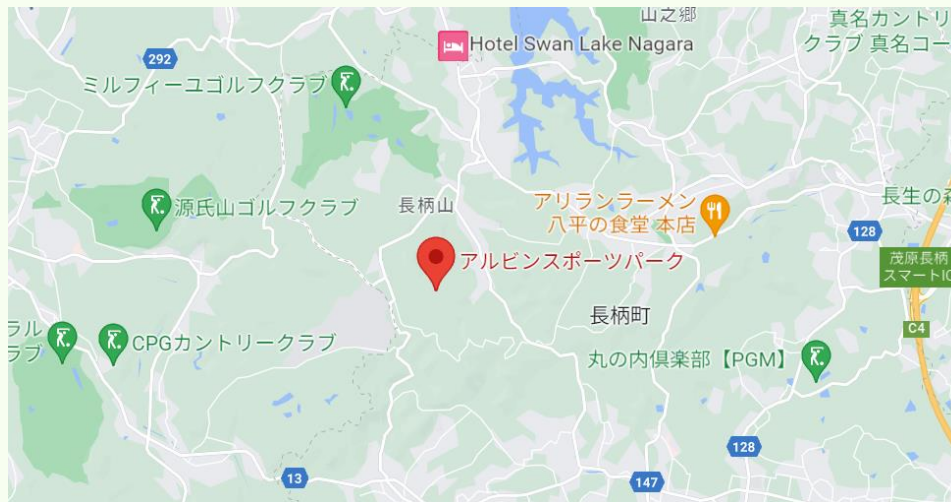 山之郷
真名カントリ
クラブ 真名コー
Hotel Swan Lake Nagara
292
ミルフィーユゴルフクラブ
長柄山
アリランラーメン
八平の食堂 本店
源氏山ゴルフクラブ
長生の森
128
茂原長柄
スマートIC
アルビンスポーツパーク
長柄町
C4
ラル
ラブ
CPGカントリークラブ
丸の内倶楽部【PGM】
128
13
147